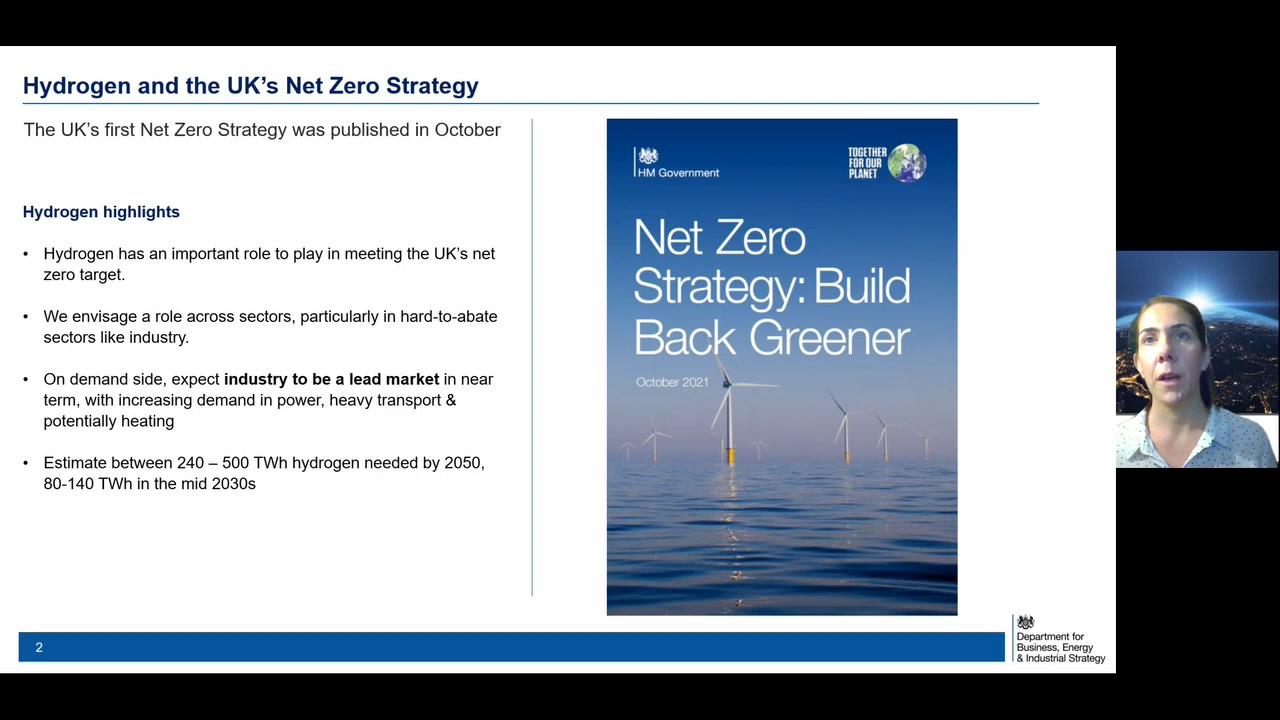 Hydrogen and the UK’s Net Zero Strategy
The UK’s first Net Zero Strategy was published in October
Hydrogen highlights
• Hydrogen has an important role to play in meeting the UK’s net
zero target.
• We envisage a role across sectors, particularly in hard-to-abate
sectors like industry.
• On demand side, expect industry to be a lead market in near
term, with increasing demand in power, heavy transport &
potentially heating
• Estimate between 240 – 500 TWh hydrogen needed by 2050,
80-140 TWh in the mid 2030s
HM Government
TOGETHER
FOR OUR
PLANET
Net Zero
Strategy: Build
Back Greener
October 2021
2
Department for
Business, Energy
& Industrial Strategy